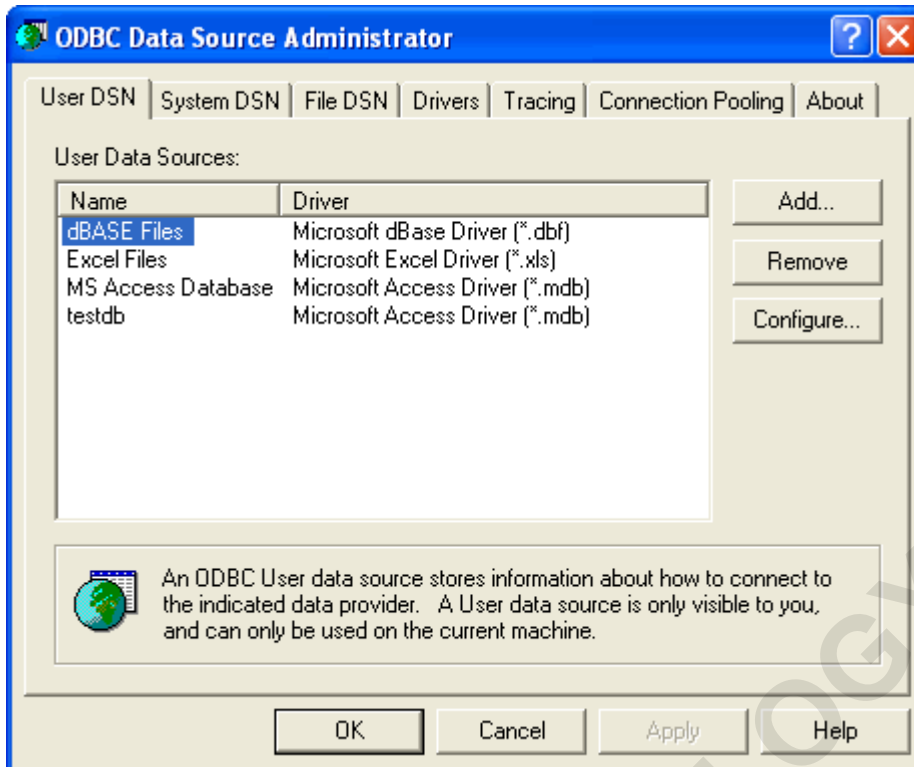 ODBC Data Source Administrator
User DSN System DSN File DSN Drivers Tracing Connection Pooling About
User Data Sources:
Name Driver
dBASE Files Microsoft dBase Driver (*.dbf)
Excel Files Microsoft Excel Driver (*.xls)
MS Access Database Microsoft Access Driver (*.mdb)
testdb Microsoft Access Driver (*.mdb)
Add...
Remove
Configure...
An ODBC User data source stores information about how to connect to
the indicated data provider. A User data source is only visible to you,
and can only be used on the current machine.
OK Cancel Apply Help